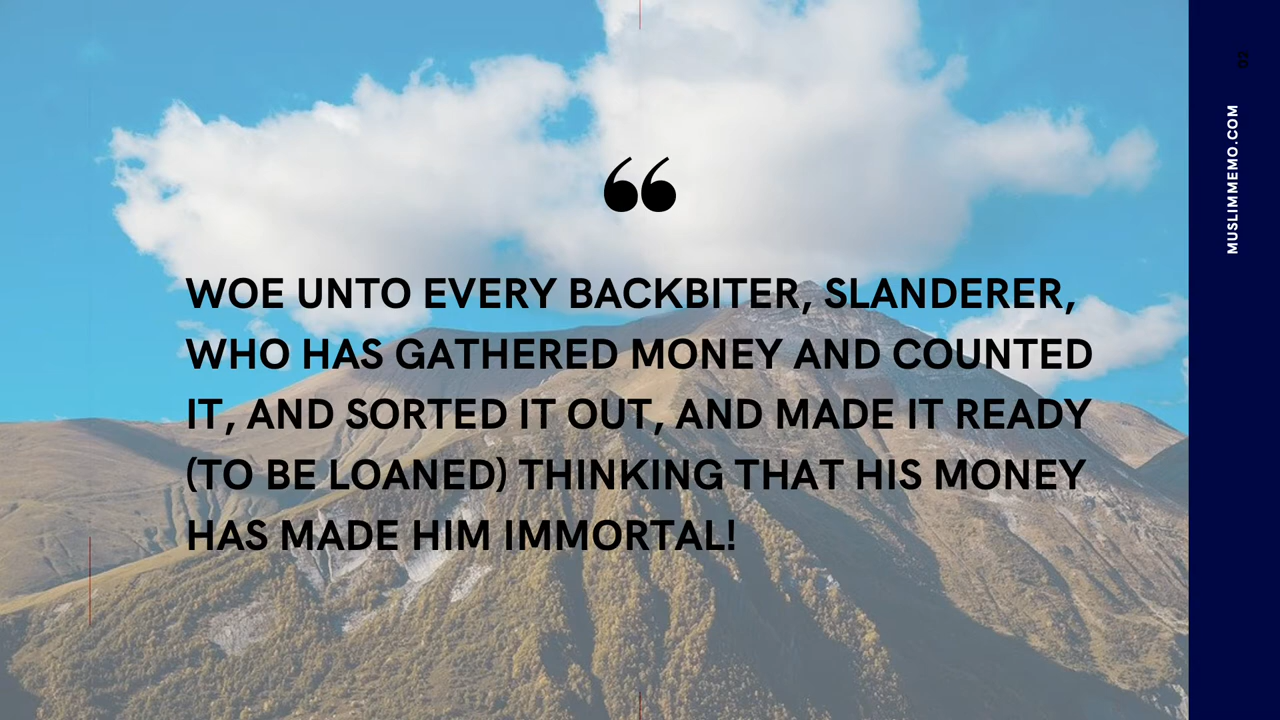 “
WOE UNTO EVERY BACKBITER, SLANDERER,
WHO HAS GATHERED MONEY AND COUNTED
IT, AND SORTED IT OUT, AND MADE IT READY
(TO BE LOANED) THINKING THAT HIS MONEY
HAS MADE HIM IMMORTAL!
02
MUSLIMMEMO.COM